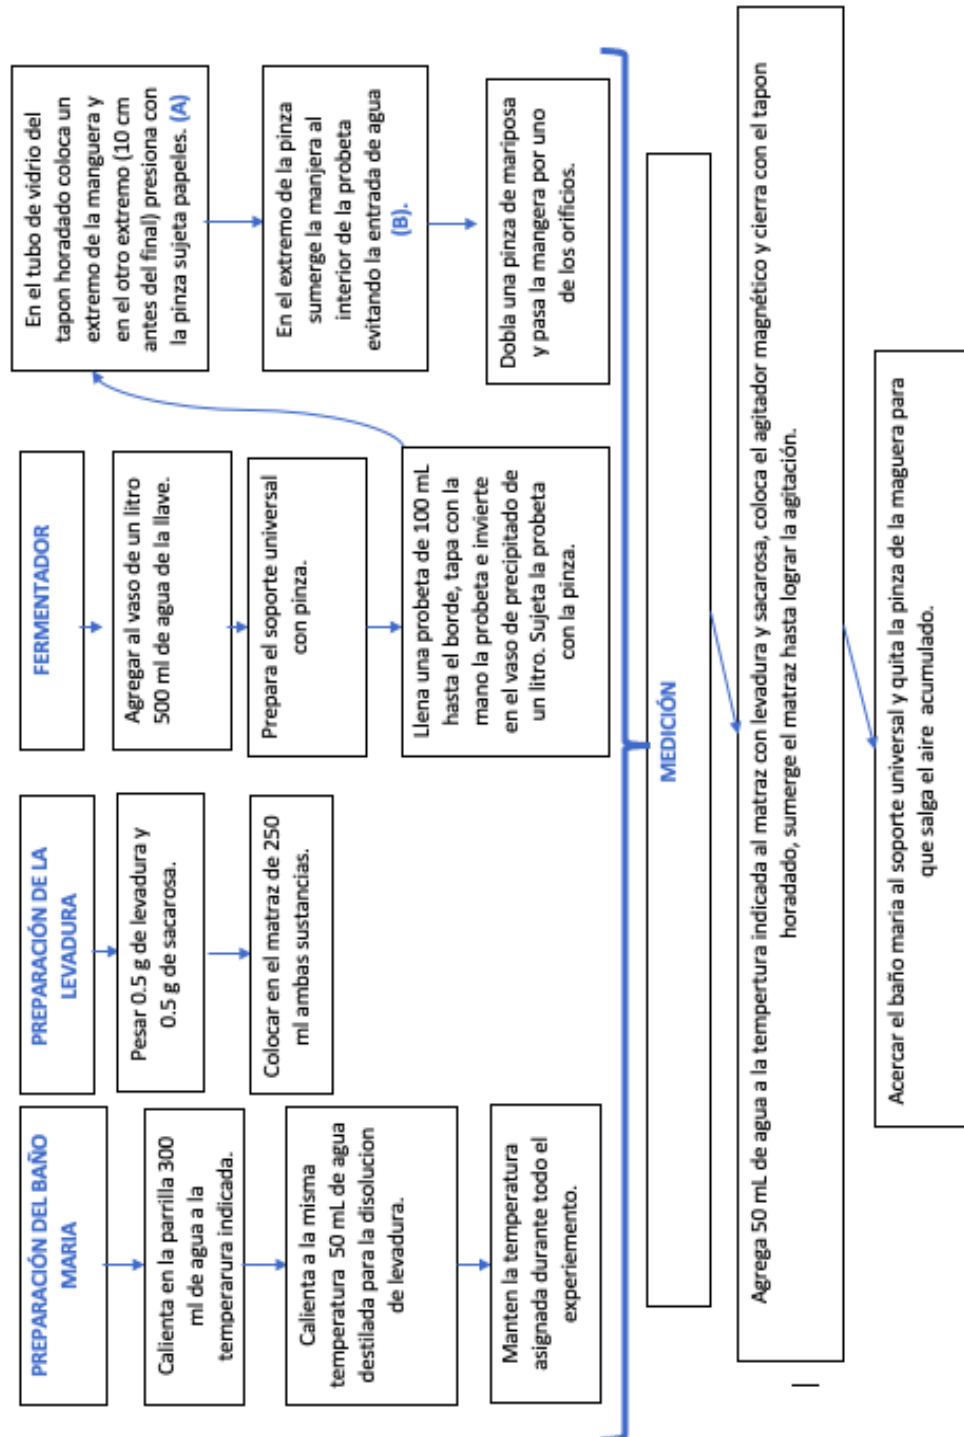 PREPARACIÓN DEL BAÑO
MARIA
Calienta en la parrilla 300
ml de agua a la
temperarura indicada.
Calienta a la misma
temperatura 50 mL de agua
destilada para la disolucion
de levadura.
Manten la temperatura
asignada durante todo el
experiemento.
PREPARACIÓN DE LA
LEVADURA
Pesar 0.5 g de levadura y
0.5 g de sacarosa.
Colocar en el matraz de 250
ml ambas sustancias.
FERMENTADOR
Agregar al vaso de un litro
500 ml de agua de la llave.
Prepara el soporte universal
con pinza.
Llena una probeta de 100 mL
hasta el borde, tapa con la
mano la probeta e invierte
en el vaso de precipitado de
un litro. Sujeta la probeta
con la pinza.
En el tubo de vidrio del
tapon horadado coloca un
extremo de la manguera y
en el otro extremo (10 cm
antes del final) presiona con
la pinza sujeta papeles. (A)
En el extremo de la pinza
sumerge la manjera al
interior de la probeta
evitando la entrada de agua
(B).
Dobla una pinza de mariposa
y pasa la mangera por uno
de los orificios.
MEDICIÓN
Agrega 50 mL de agua a la tempertura indicada al matraz con levadura y sacarosa, coloca el agitador magnético y cierra con el tapon
horadado, sumerge el matraz hasta lograr la agitación.
Acercar el baño maria al soporte universal y quita la pinza de la maguera para
que salga el aire acumulado.